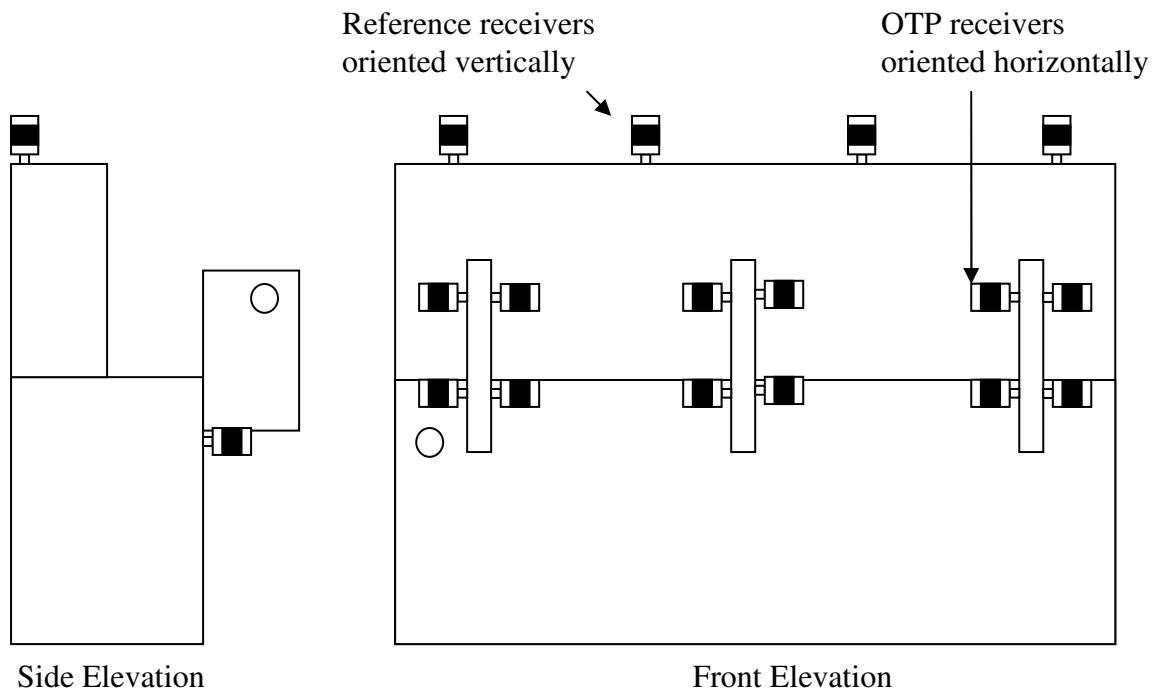 Reference receivers
oriented vertically
OTP receivers
oriented horizontally
Side Elevation
Front Elevation